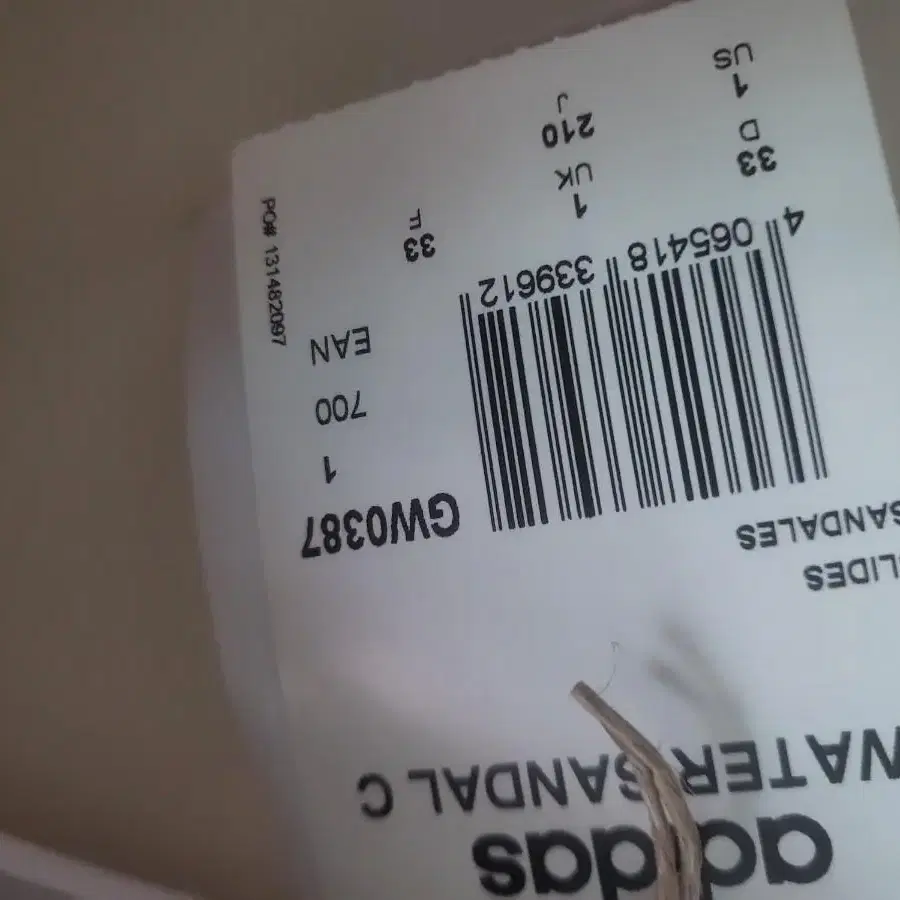 adidas
WATER SANDAL C
SLIDES
SANDALES
GW0387
1
700
EAN
4 065418 339612
D
33
UK
1
F
33
US
1
J
210
PO# 131482097